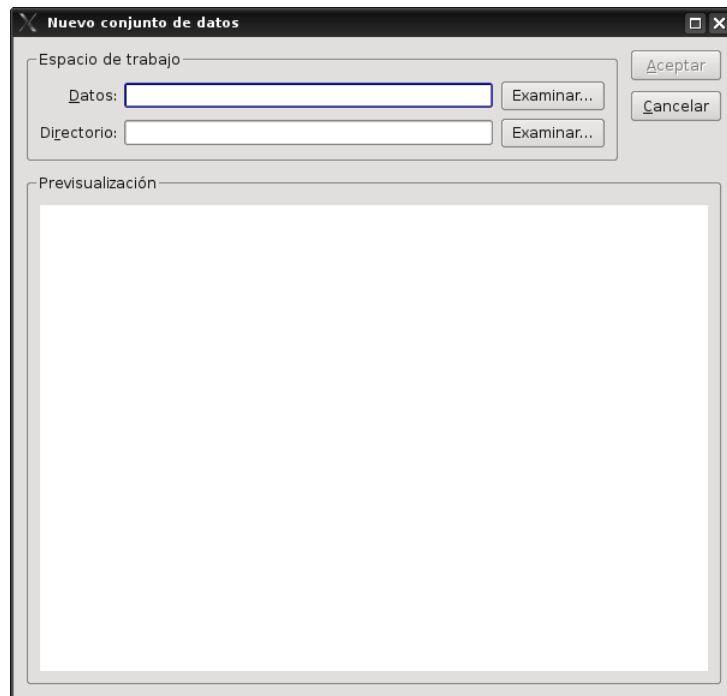 Nuevo conjunto de datos
Espacio de trabajo
Aceptar
Datos:
Examinar...
Cancelar
Directorio:
Examinar...
Previsualización